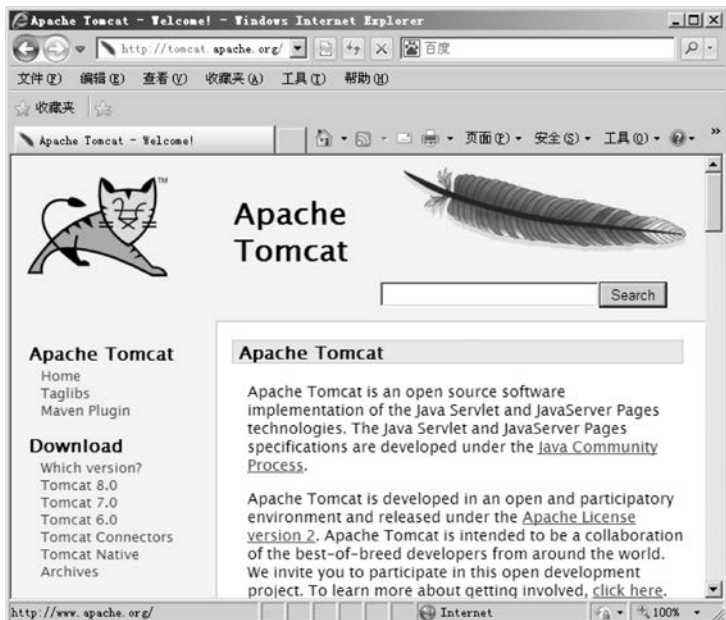 Apache Tomcat - Welcome! - Windows Internet Explorer
http://tomcat.apache.org/
百度
文件(F) 编辑(E) 查看(V) 收藏夹(A) 工具(T) 帮助(H)
收藏夹
Apache Tomcat - Welcome!
页面(P) 安全(S) 工具(O) »
TM
Apache
Tomcat
Search
Apache Tomcat
Home
Taglibs
Maven Plugin
Download
Which version?
Tomcat 8.0
Tomcat 7.0
Tomcat 6.0
Tomcat Connectors
Tomcat Native
Archives
Apache Tomcat
Apache Tomcat is an open source software
implementation of the Java Servlet and JavaServer Pages
technologies. The Java Servlet and JavaServer Pages
specifications are developed under the Java Community
Process.
Apache Tomcat is developed in an open and participatory
environment and released under the Apache License
version 2. Apache Tomcat is intended to be a collaboration
of the best-of-breed developers from around the world.
We invite you to participate in this open development
project. To learn more about getting involved, click here.
http://www.apache.org/
Internet
100%